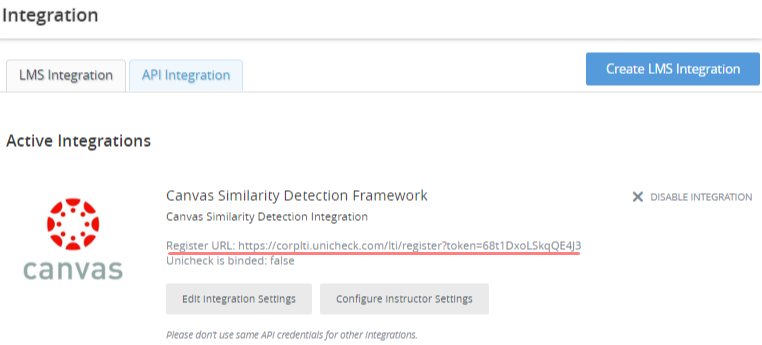 Integration
LMS Integration
API Integration
Create LMS Integration
Active Integrations
Canvas Similarity Detection Framework
DISABLE INTEGRATION
Canvas Similarity Detection Integration
Register URL: https://corplti.unicheck.com/lti/register?token=68t1DxoLSkqQE4J3
Unicheck is binded: false
canvas
Edit Integration Settings
Configure Instructor Settings
Please don't use same API credentials for other integrations.